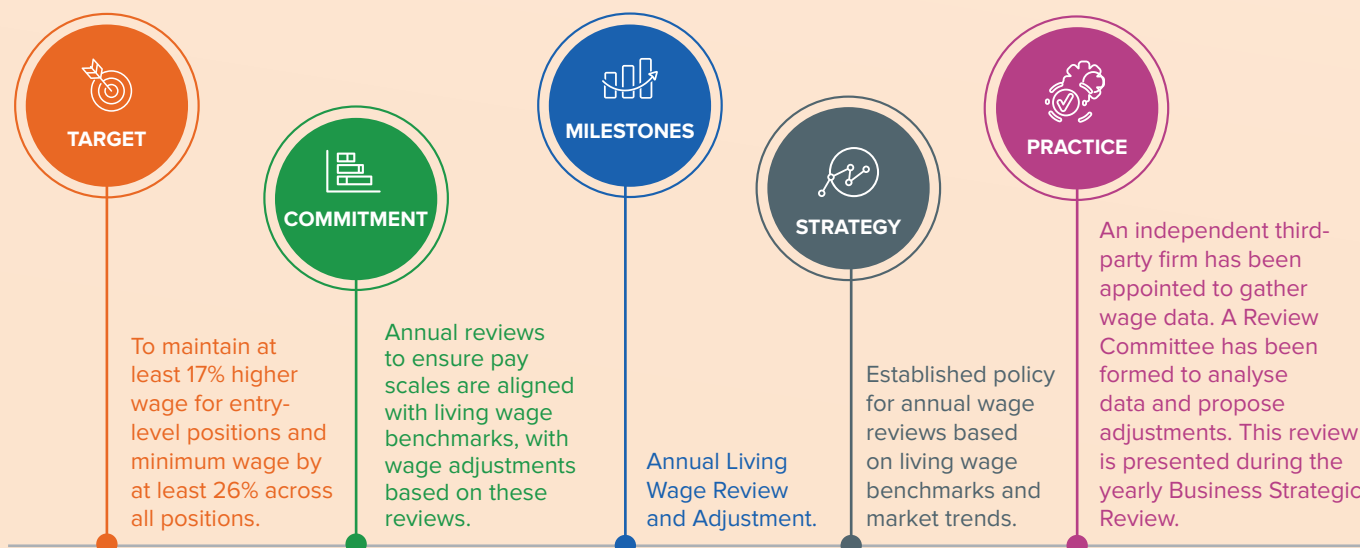 TARGET
To maintain at
least 17% higher
wage for entry-
level positions and
minimum wage by
at least 26% across
all positions.
COMMITMENT
Annual reviews
to ensure pay
scales are aligned
with living wage
benchmarks, with
wage adjustments
based on these
reviews.
MILESTONES
Annual Living
Wage Review
and Adjustment.
STRATEGY
Established policy
for annual wage
reviews based
on living wage
benchmarks and
market trends.
PRACTICE
An independent third-
party firm has been
appointed to gather
wage data. A Review
Committee has been
formed to analyse
data and propose
adjustments. This review
is presented during the
yearly Business Strategic
Review.